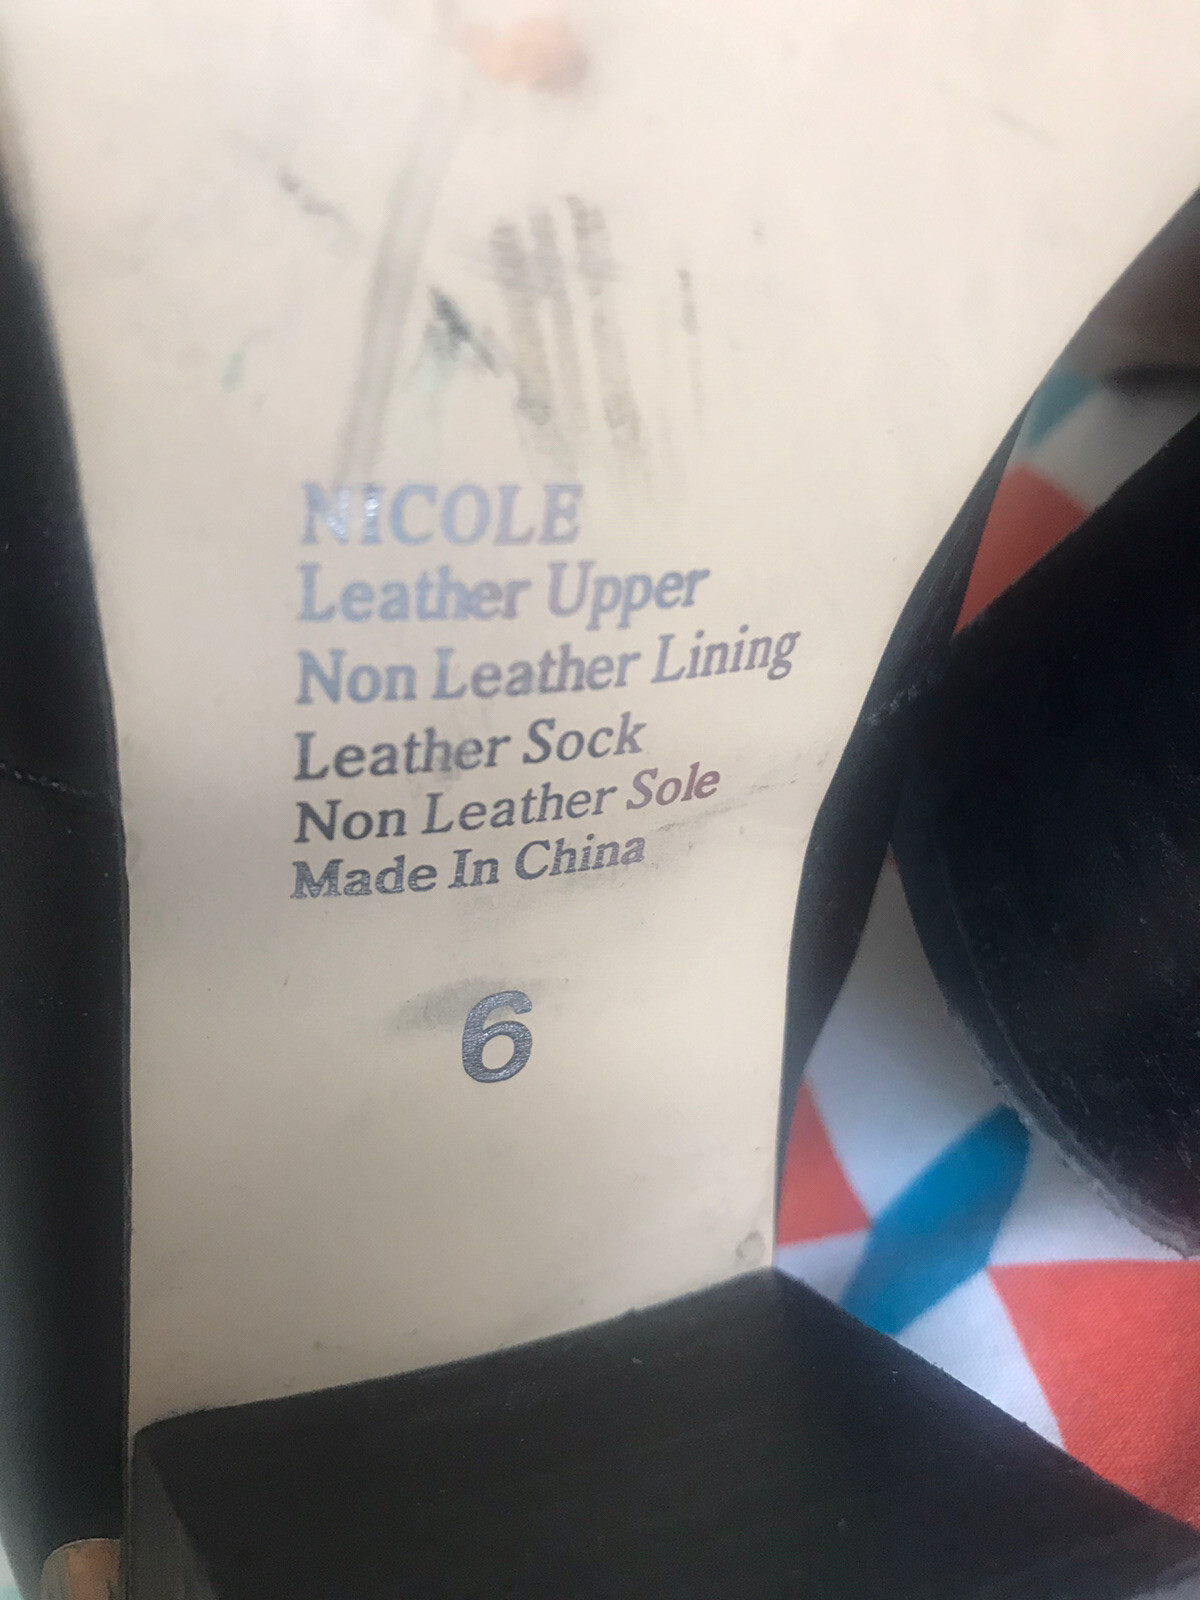 NICOLE
Leather Upper
Non Leather Lining
Leather Sock
Non Leather Sole
Made In China
6